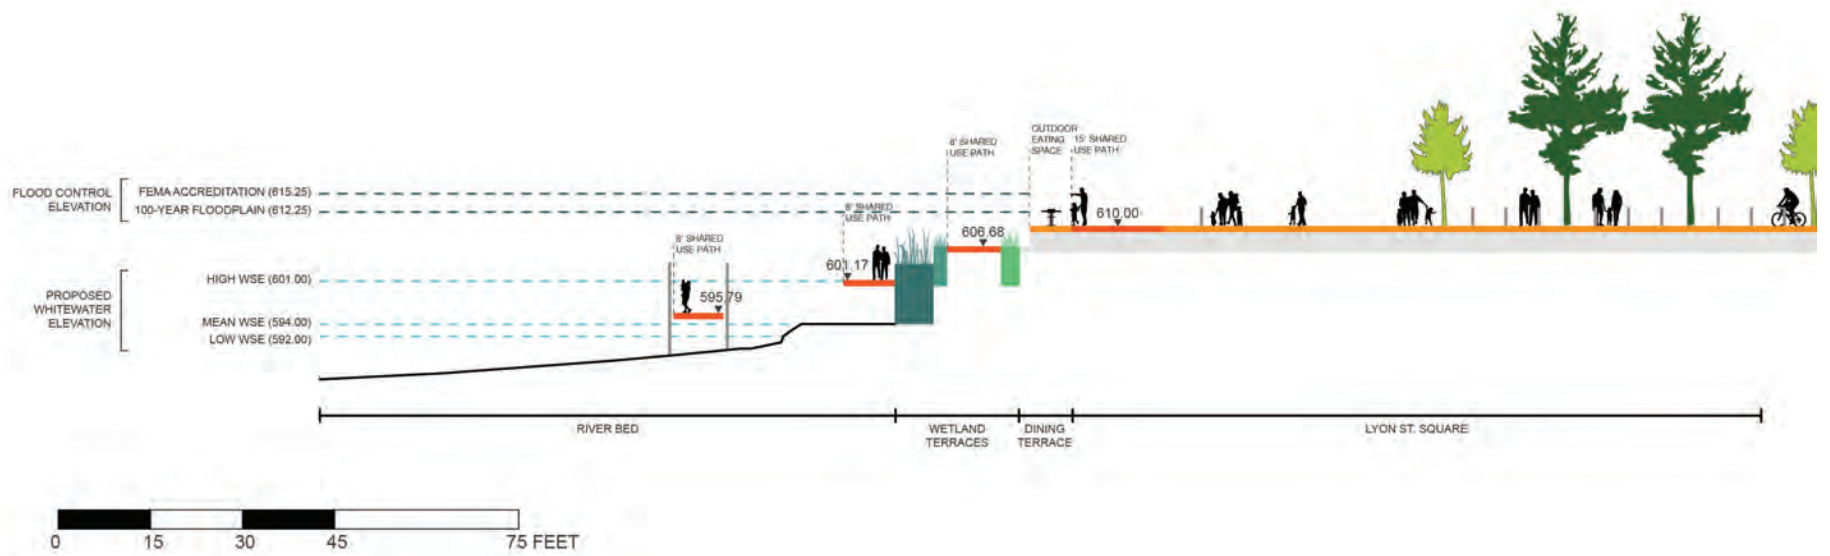 OUTDOOR
EATING
SPACE
15' SHARED
USE PATH
8' SHARED
USE PATH
FLOOD CONTROL
ELEVATION
FEMA ACCREDITATION (615.25)
100-YEAR FLOODPLAIN (612.25)
8' SHARED
USE PATH
610.00
606.68
8' SHARED
USE PATH
601.17
HIGH WSE (601.00)
595.79
PROPOSED
WHITEWATER
ELEVATION
MEAN WSE (594.00)
LOW WSE (592.00)
RIVER BED
WETLAND
TERRACES
DINING
TERRACE
LYON ST. SQUARE
0 15 30 45 75 FEET